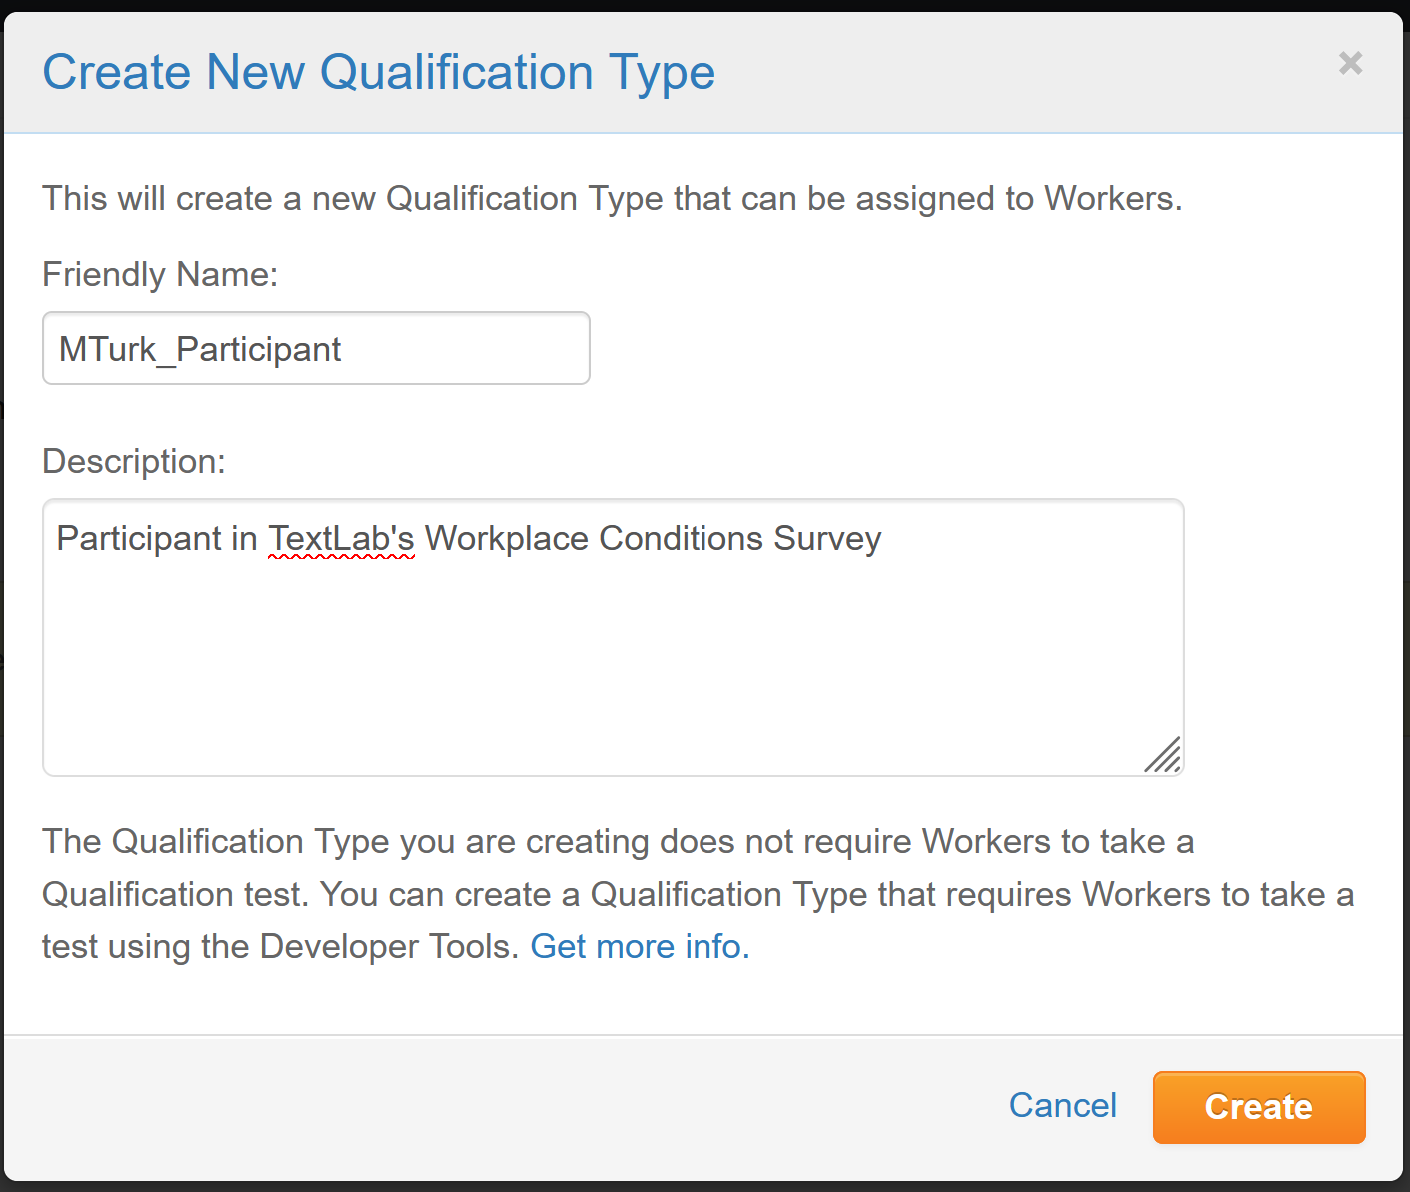 Create New Qualification Type
×
This will create a new Qualification Type that can be assigned to Workers.
Friendly Name:
MTurk_Participant
Description:
Participant in TextLab's Workplace Conditions Survey
The Qualification Type you are creating does not require Workers to take a
Qualification test. You can create a Qualification Type that requires Workers to take a
test using the Developer Tools. Get more info.
Cancel
Create